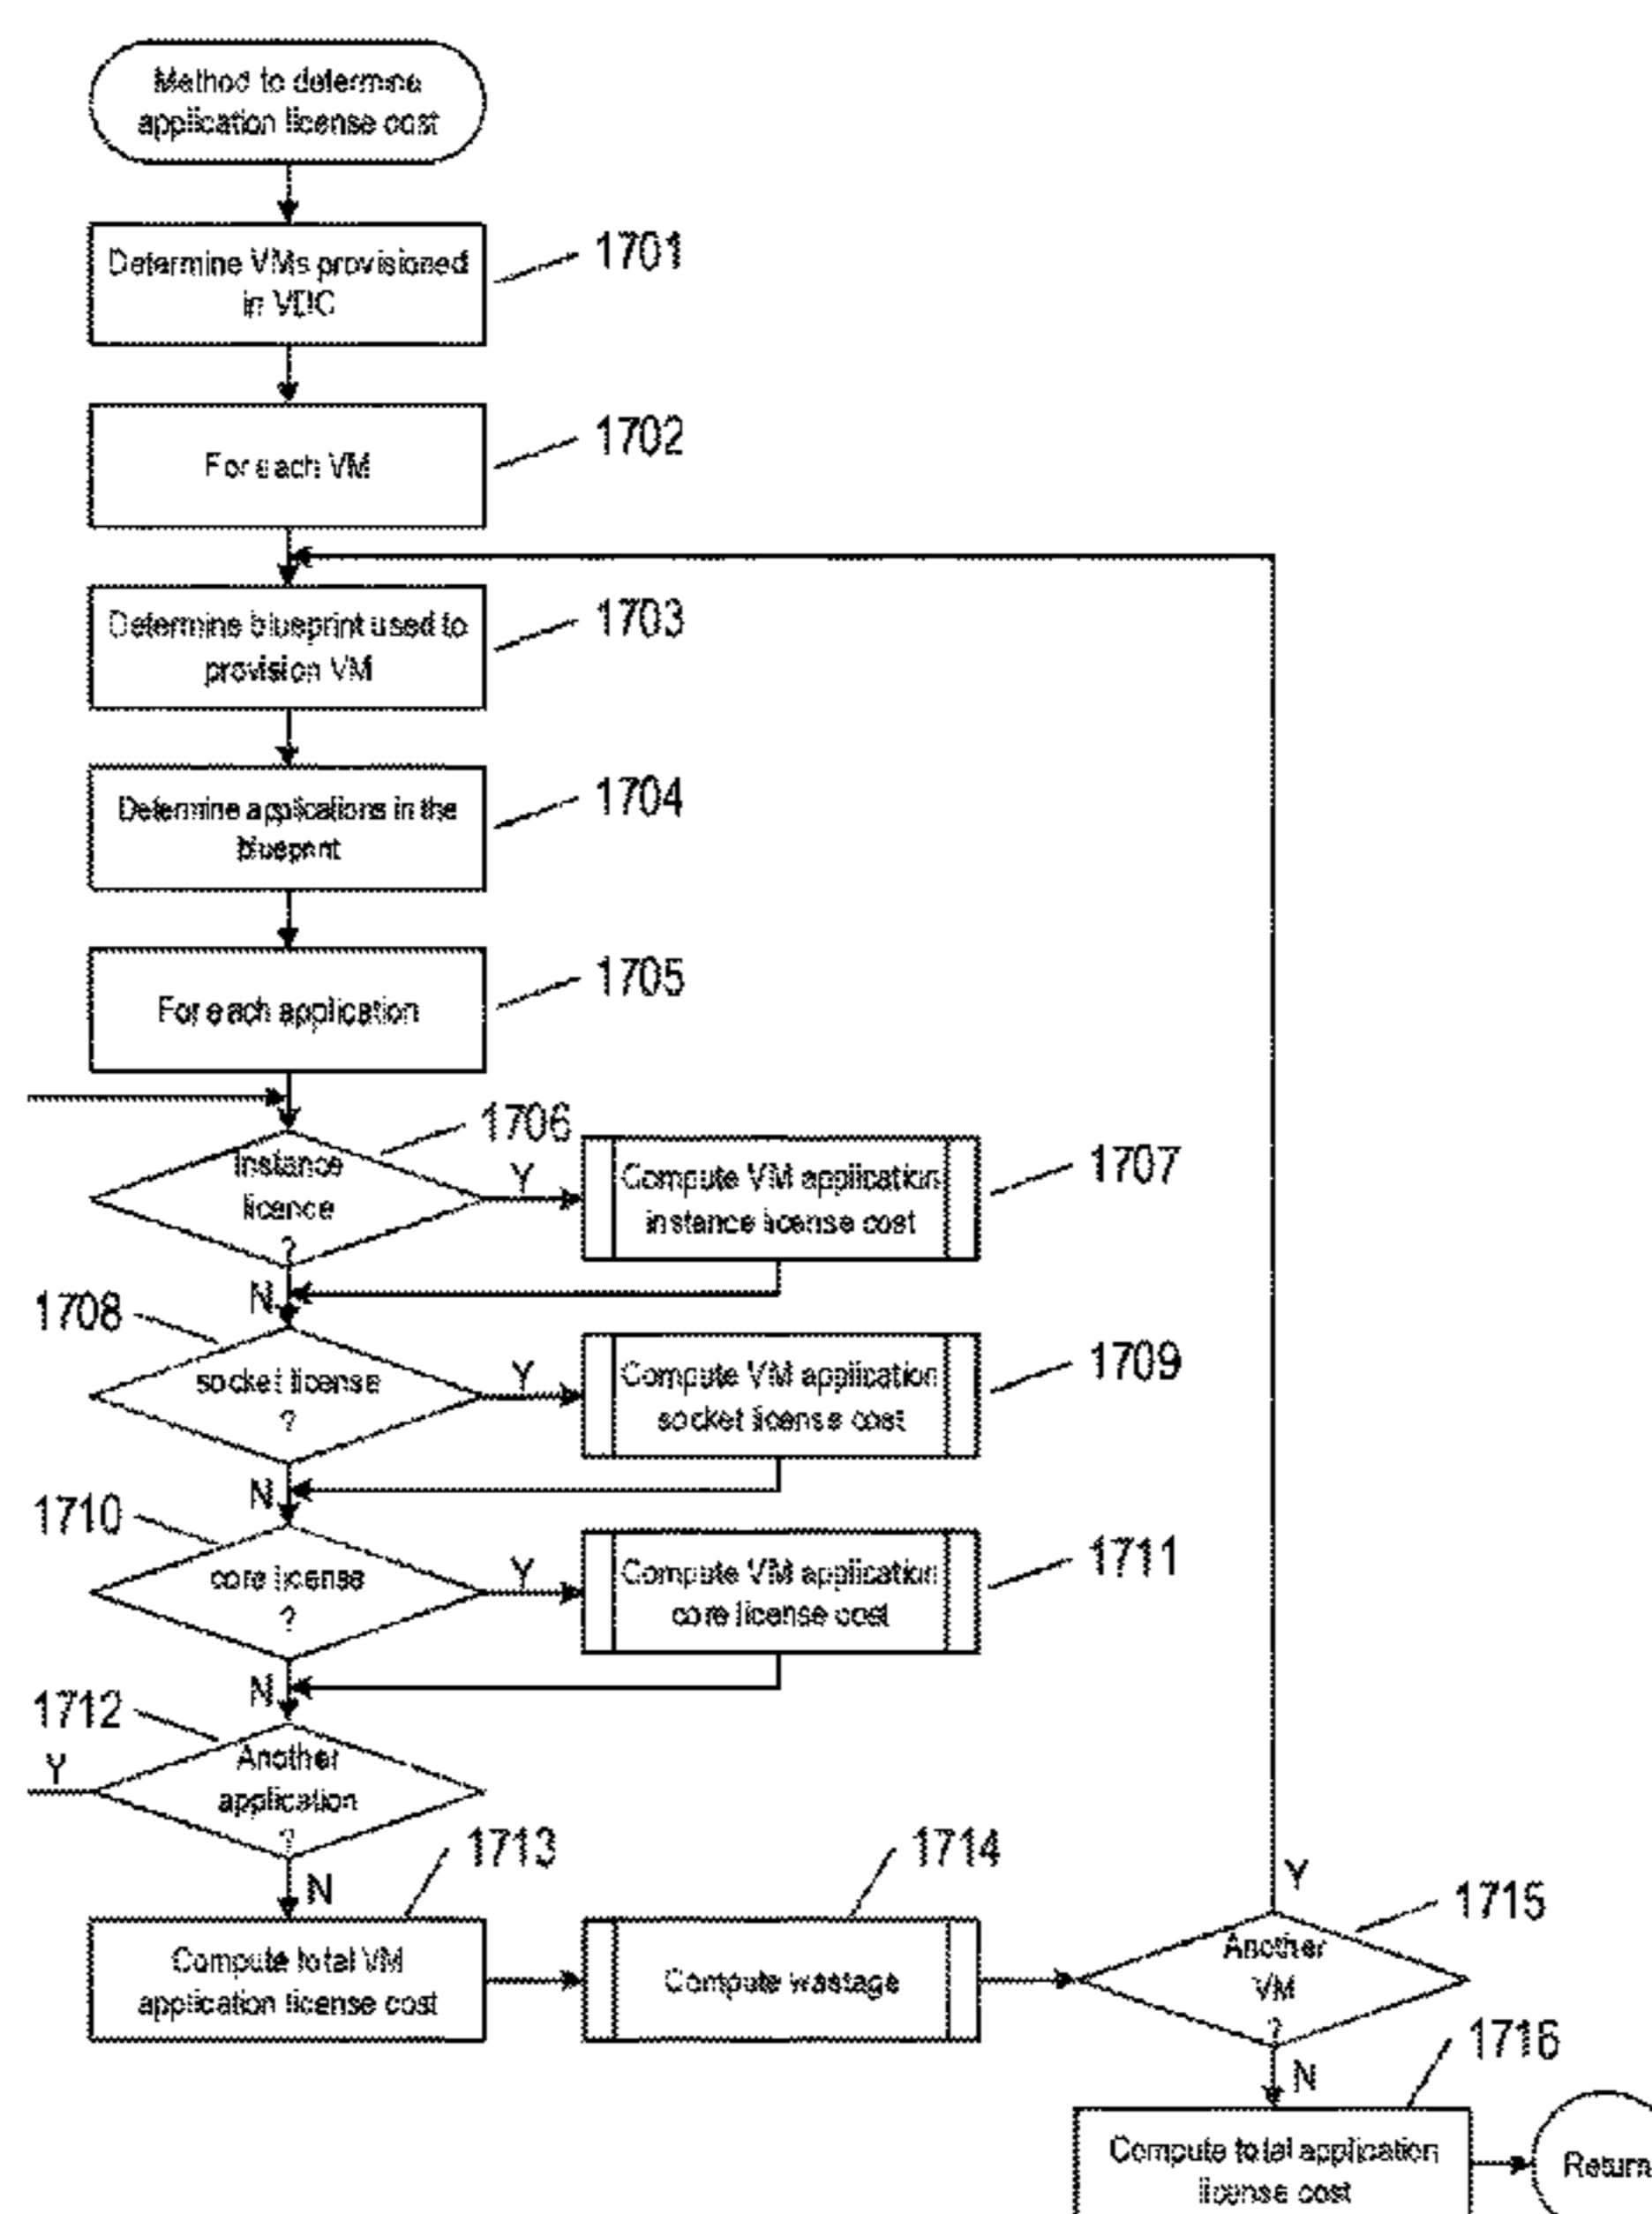 Method to determine
application license cost
Determine VMs provisioned
in VDC
1701
For each VM
1702
Determine blueprint used to
provision VM
1703
Determine applications in the
blueprint
1704
For each application
1705
Instance
licence
?
1706
Y
Compute VM application
instance license cost
1707
N
1708
socket license
?
Y
Compute VM application
socket license cost
1709
N
1710
core license
?
Y
Compute VM application
core license cost
1711
N
1712
Y
Another
application
?
N
1713
Compute total VM
application license cost
1714
Compute wastage
Y
1715
Another
VM
?
N
1716
Compute total application
license cost
Return